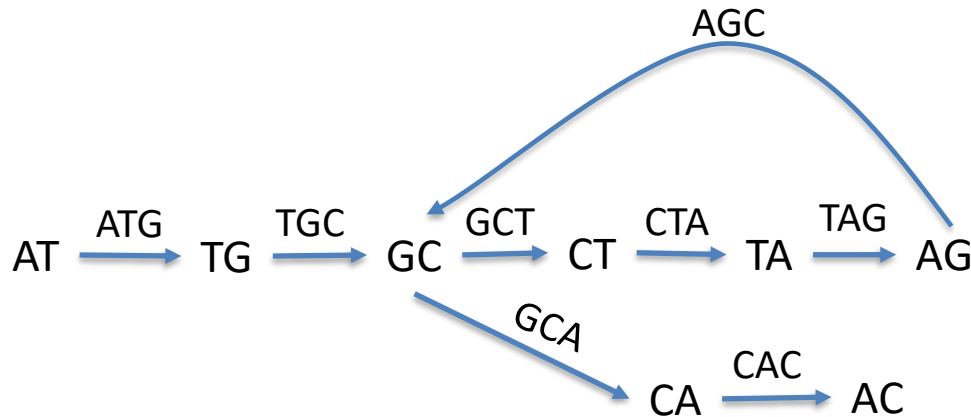 AGC
ATG TGC GCT CTA TAG
AT TG GC CT TA AG
GCA
CAC
CA AC